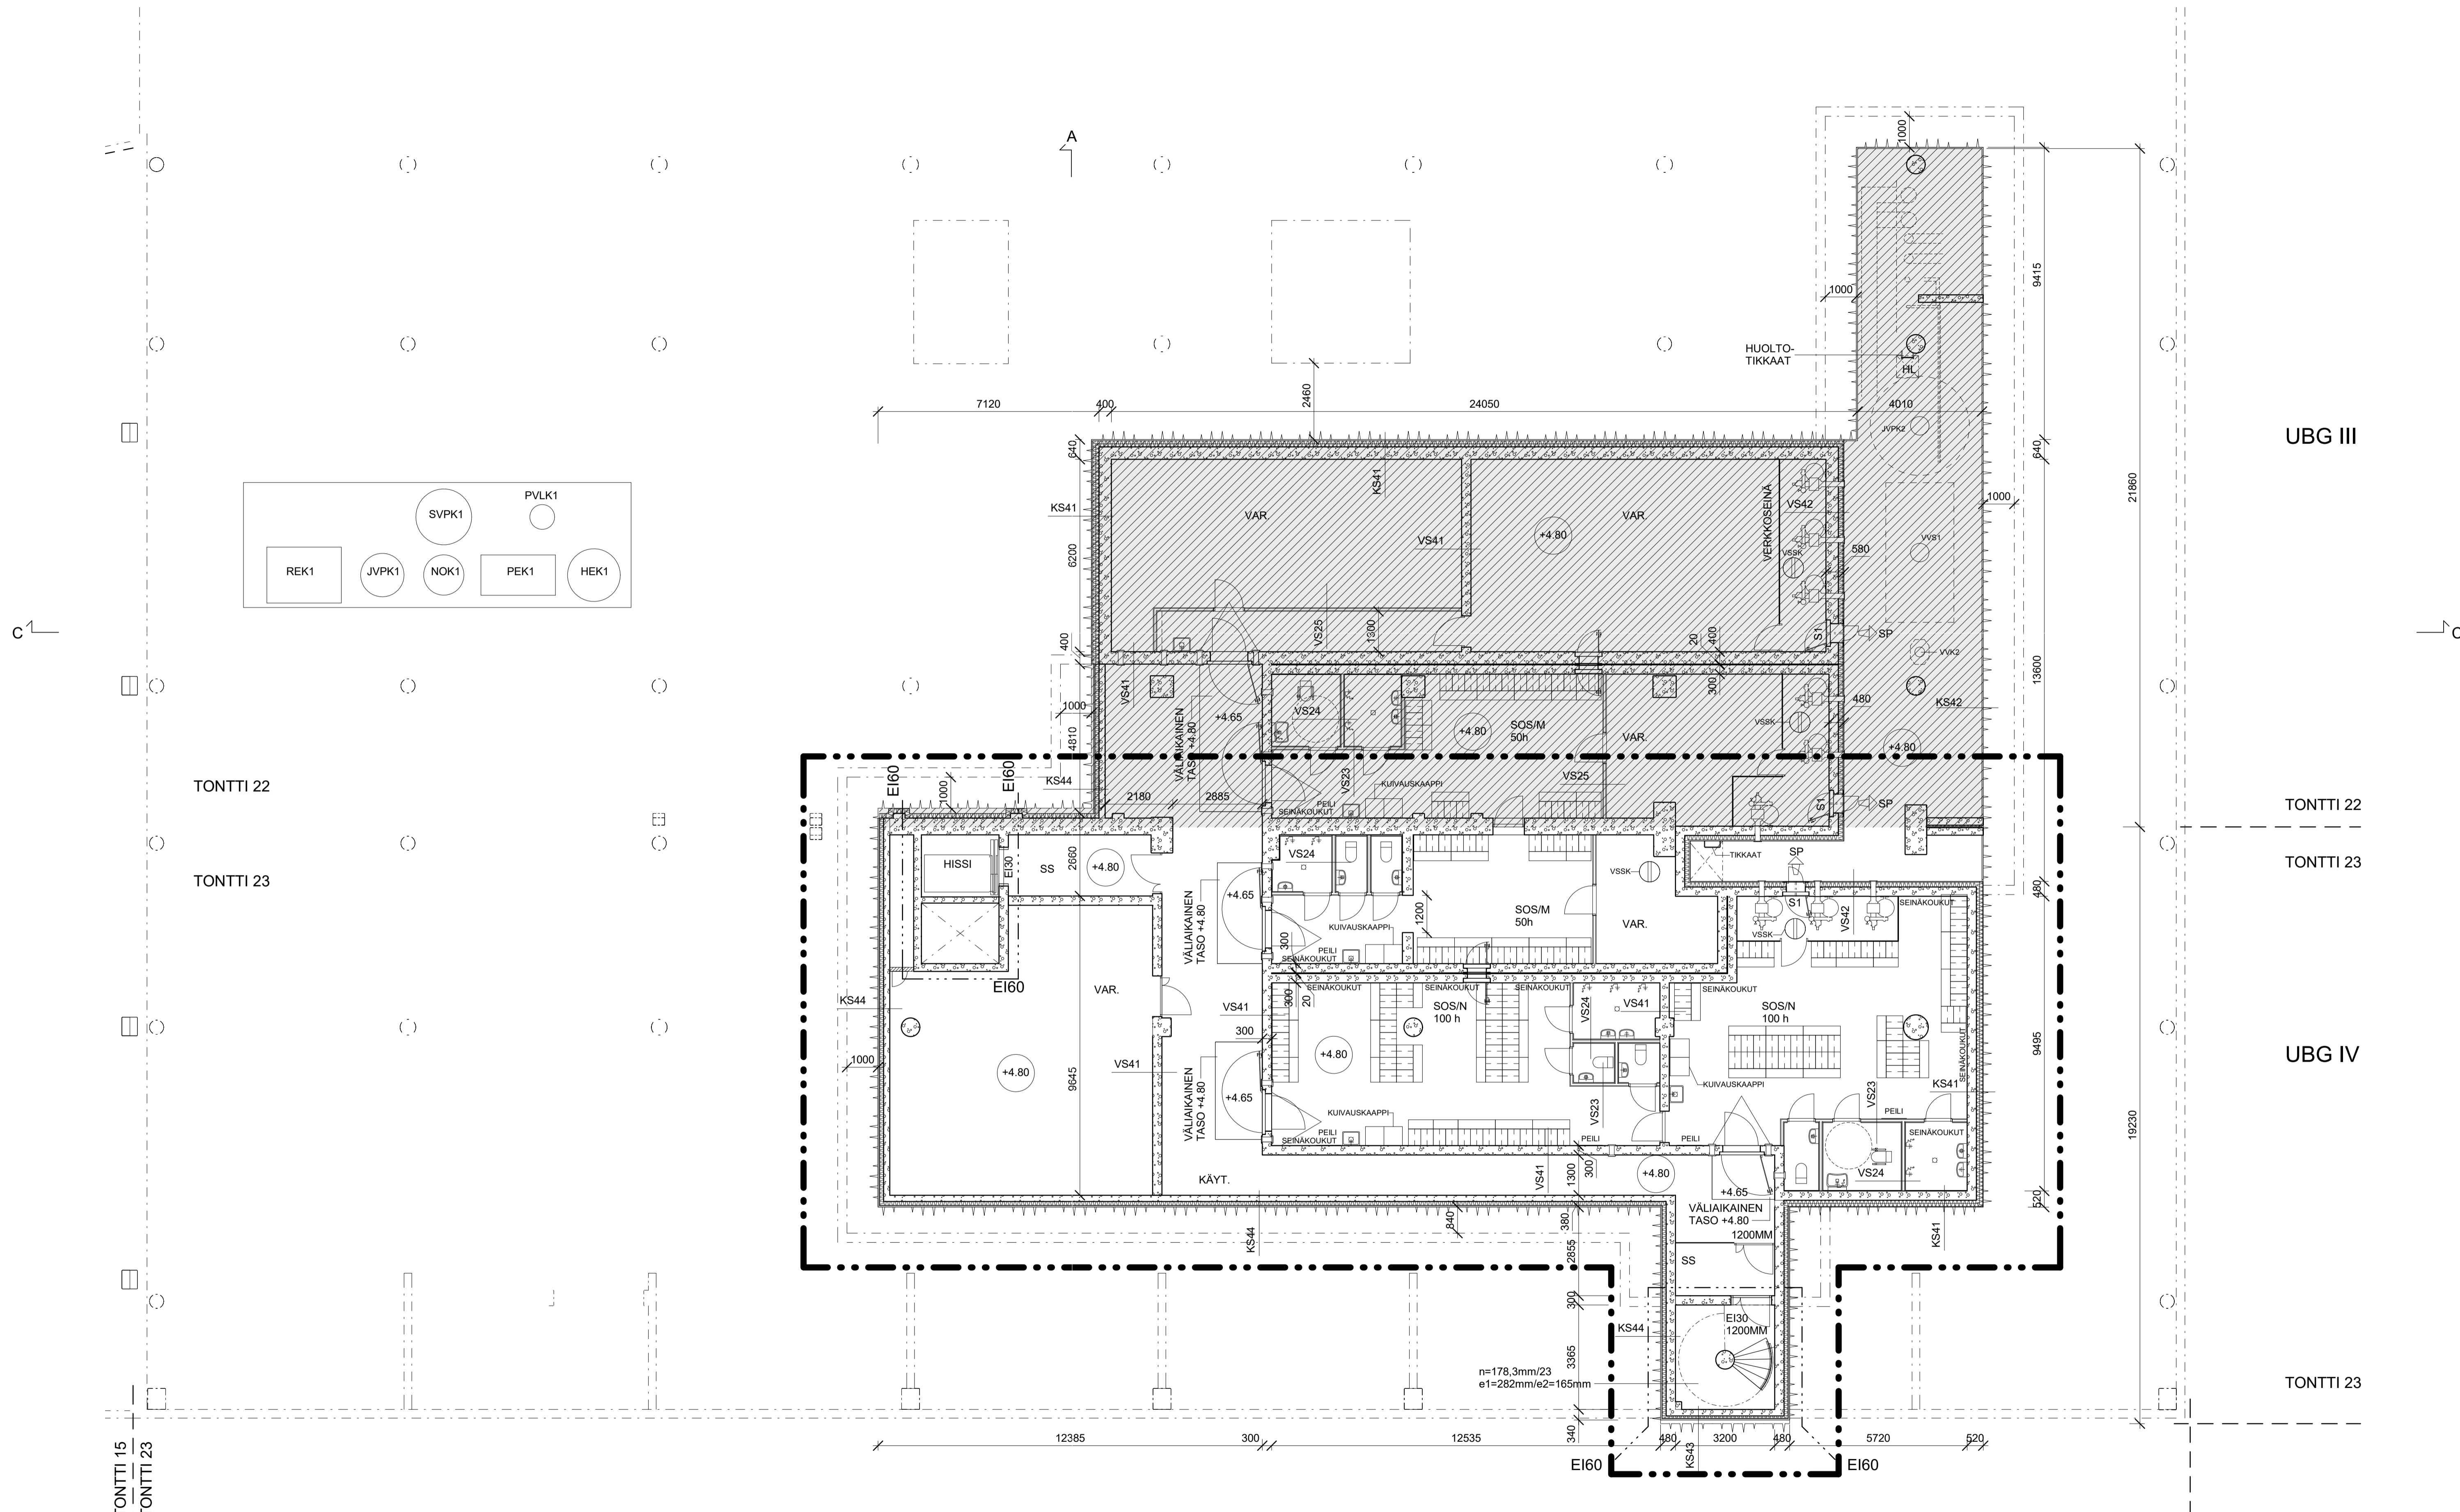 A
1000
9415
1000
HUOLTO-
TIKKAAT
HL
UBG III
2460
7120
400
24050
4010
JVPK2
640
640
21860
PVLK1
SVPK1
REK1
JVPK1
NOK1
PEK1
HEK1
KS41
KS41
VAR.
VAR.
VS41
+4.80
VERKKOSEINÄ
VS42
VSSK
580
1000
VVS1
6200
C
C
VS25
1300
400
20
400
S1
SP
VVK2
13600
VS41
1000
4810
VÄLIAIKAINEN
TASO +4.80
+4.65
VS24
+4.80
SOS/M
50h
300
VAR.
VSSK
480
KS42
+4.80
TONTTI 22
EI60
EI60
1000
KS44
2180
2885
VS23
KUIVAUSKAAPPI
PEILI
SEINÄKOUKUT
VS25
S1
SP
TONTTI 22
TONTTI 23
TONTTI 23
HISSI
EI30
SS
2660
+4.80
VÄLIAIKAINEN
TASO +4.80
+4.65
VS24
1200
SOS/M
50h
VSSK
VAR.
TIKKAAT
SP
S1
VS42
VSSK
SEINÄKOUKUT
480
KUIVAUSKAAPPI
PEILI
SEINÄKOUKUT
300
EI60
KS44
VAR.
VS41
300
20
SEINÄKOUKUT
SEINÄKOUKUT
SEINÄKOUKUT
SEINÄKOUKUT
SOS/N
100 h
VS24
VS41
SOS/N
100 h
300
+4.80
1000
+4.80
VS41
9645
VÄLIAIKAINEN
TASO +4.80
+4.65
KUIVAUSKAAPPI
PEILI
SEINÄKOUKUT
VS23
KUIVAUSKAAPPI
VS23
SEINÄKOUKUT
KS41
9495
UBG IV
PEILI
SEINÄKOUKUT
PEILI
PEILI
19230
KÄYT.
VS41
1300
300
+4.80
+4.65
VS24
VÄLIAIKAINEN
TASO +4.80
1200MM
520
KS44
840
380
2855
SS
KS41
300
EI30
1200MM
KS44
3365
n=178,3mm/23
e1=282mm/e2=165mm
TONTTI 23
340
12385
300
12535
480
3200
480
5720
520
KS43
EI60
EI60
TONTTI 15
TONTTI 23